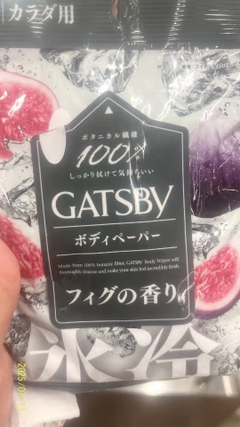 カラダ用
ボタニカル繊維
100%
しっかり拭けて気持ちいい
GATSBY
ボディペーパー
Made from 100% botanic fiber, GATSBY Body Wipes will
thoroughly cleanse and make your skin feel incredibly fresh.
フィグの香り
氷冷